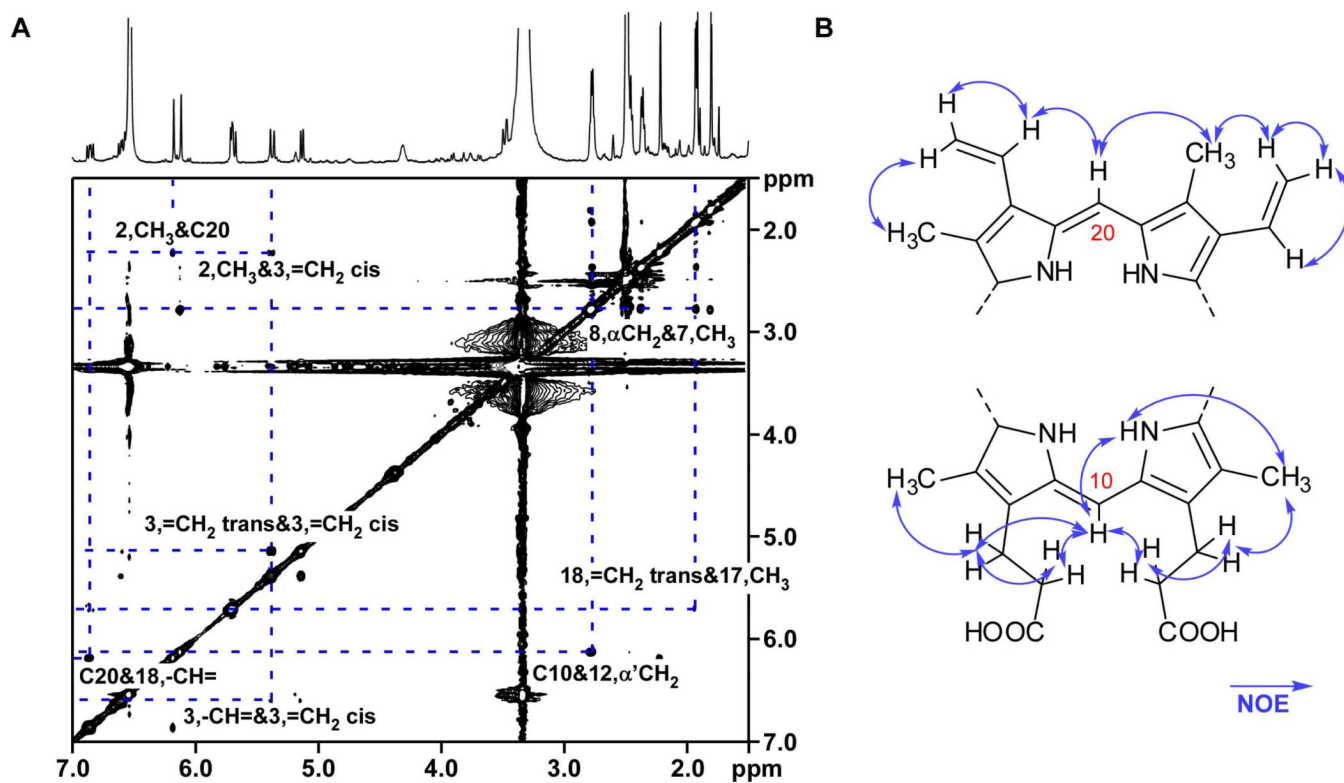 A
B
ppm
2.0
3.0
4.0
5.0
6.0
7.0
7.0 6.0 5.0 4.0 3.0 2.0 ppm
2,CH₃&C20
2,CH₃&3,=CH₂ cis
8,αCH₂&7,CH₃
3,=CH₂ trans&3,=CH₂ cis
18,=CH₂ trans&17,CH₃
C20&18,-CH=
C10&12,α’CH₂
3,-CH=&3,=CH₂ cis
H
H
H
H
CH₃
H
H
H
H₃C
20
NH
HN
NH
HN
H₃C
10
CH₃
H
H
H
H
H
H
H
H
H
HOOC
COOH
NOE